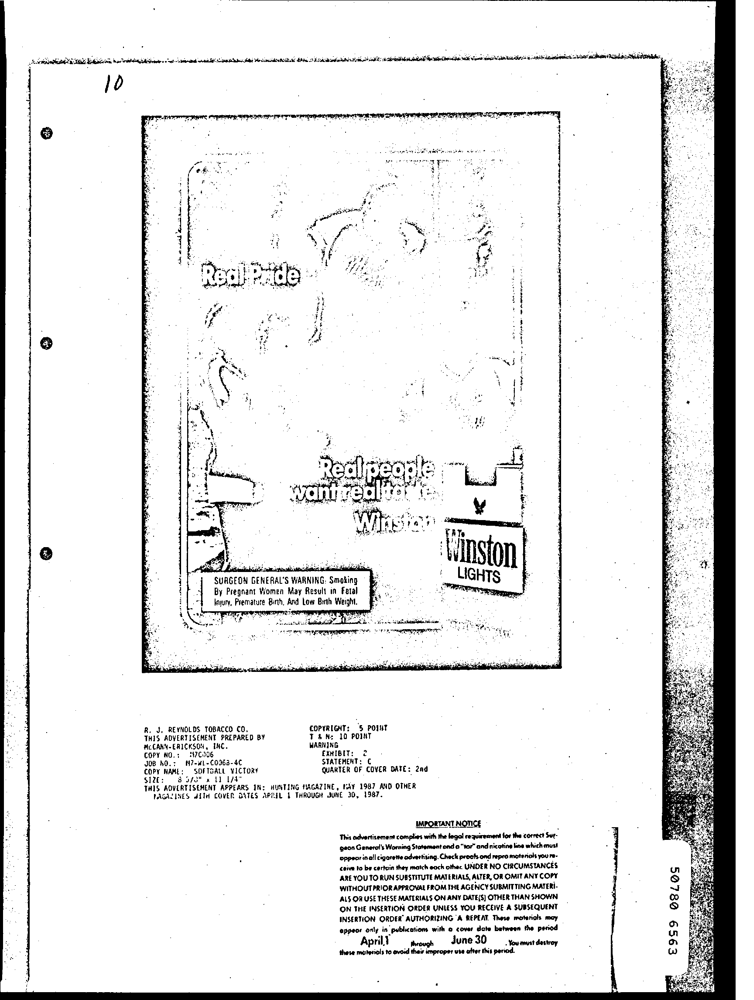 10
Real Pride
Real people
want real taste
Winston
Winston
LIGHTS
SURGEON GENERAL'S WARNING: Smoking
By Pregnant Women May Result in Fetal
Injury, Premature Birth, And Low Birth Weight.
R. J. REYNOLDS TOBACCO CO.
THIS ADVERTISEMENT PREPARED BY
McCANN-ERICKSON, INC.
COPY NO.:
JOB NO.: M7-WL-C0068-4C
COPY NAME: SOFTBALL VICTORY
SIZE: 8 5/8" x 11 1/4"
THIS ADVERTISEMENT APPEARS IN: HUNTING MAGAZINE, MAY 1987 AND OTHER
MAGAZINES WITH COVER DATES APRIL 1 THROUGH JUNE 30, 1987.
COPYRIGHT: 5 POINT
T & N: 10 POINT
WARNING
EXHIBIT: 2
STATEMENT: C
QUARTER OF COVER DATE: 2nd
IMPORTANT NOTICE
This advertisement complies with the legal requirement for the correct Sur-
geon General's Warning Statement and a "tar" and nicotine line which must
appear in all cigarette advertising. Check proofs and repro materials you re-
ceive to be certain they match each other. UNDER NO CIRCUMSTANCES
ARE YOU TO RUN SUBSTITUTE MATERIALS, ALTER, OR OMIT ANY COPY
WITHOUT PRIOR APPROVAL FROM THE AGENCY SUBMITTING MATERI-
ALS OR USE THESE MATERIALS ON ANY DATE(S) OTHER THAN SHOWN
ON THE INSERTION ORDER UNLESS YOU RECEIVE A SUBSEQUENT
INSERTION ORDER AUTHORIZING A REPEAT. These materials may
appear only in publications with a cover date between the period
April 1 through June 30 . You must destroy
these materials to avoid their improper use after this period.
50780 6563